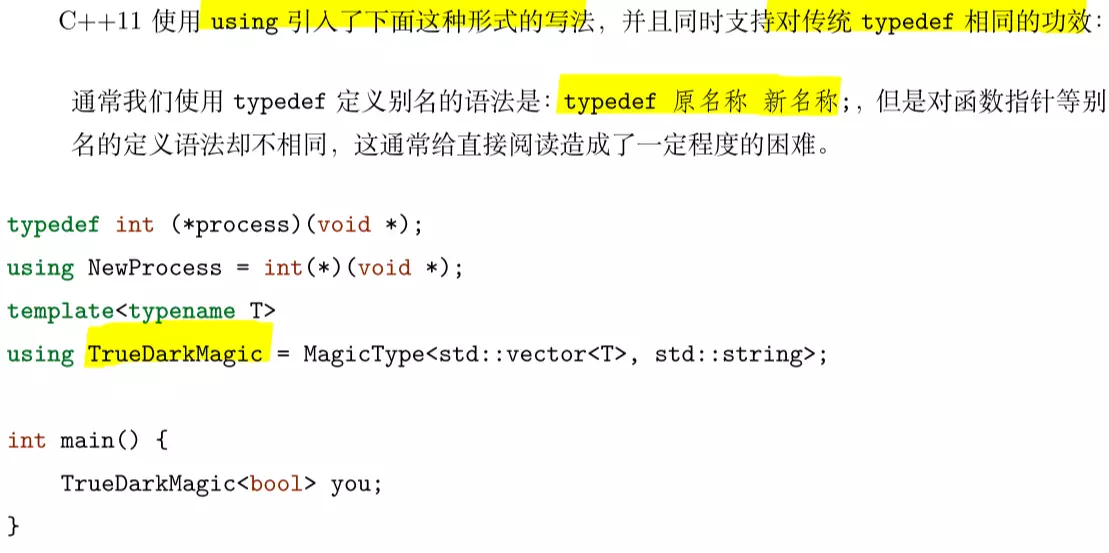 C++11 使用 using 引入了下面这种形式的写法，并且同时支持对传统 typedef 相同的功效：
通常我们使用 typedef 定义别名的语法是：typedef 原名称 新名称;，但是对函数指针等别
名的定义语法却不相同，这通常给直接阅读造成了一定程度的困难。
typedef int (*process)(void *);
using NewProcess = int(*)(void *);
template<typename T>
using TrueDarkMagic = MagicType<std::vector<T>, std::string>;
int main() {
    TrueDarkMagic<bool> you;
}